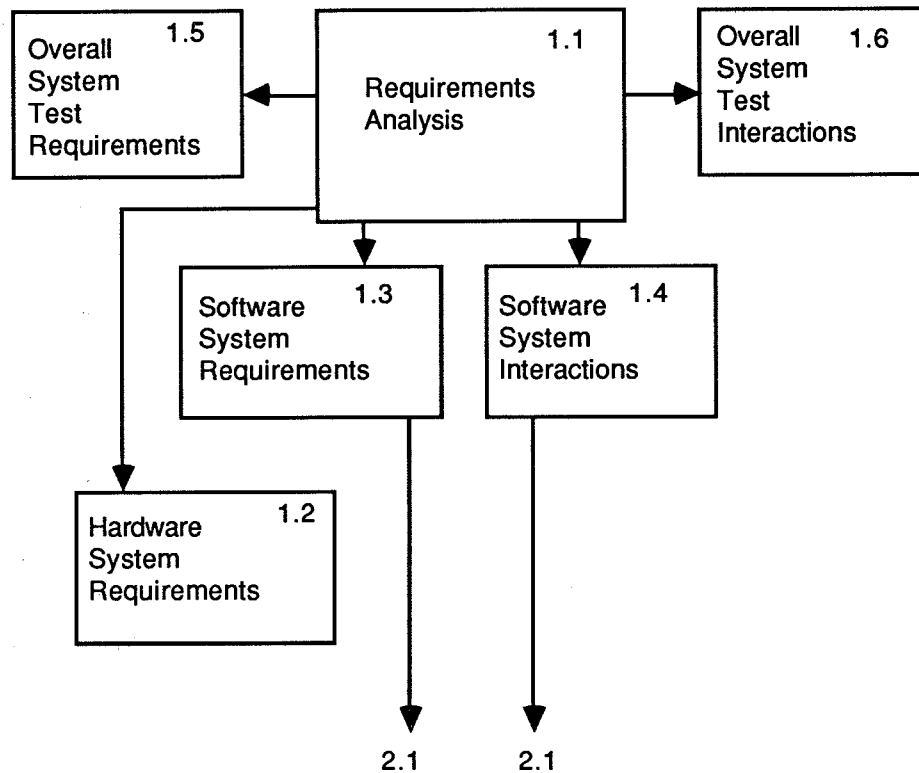 1.5
Overall
System
Test
Requirements
1.1
Requirements
Analysis
1.6
Overall
System
Test
Interactions
1.3
Software
System
Requirements
1.4
Software
System
Interactions
1.2
Hardware
System
Requirements
2.1
2.1